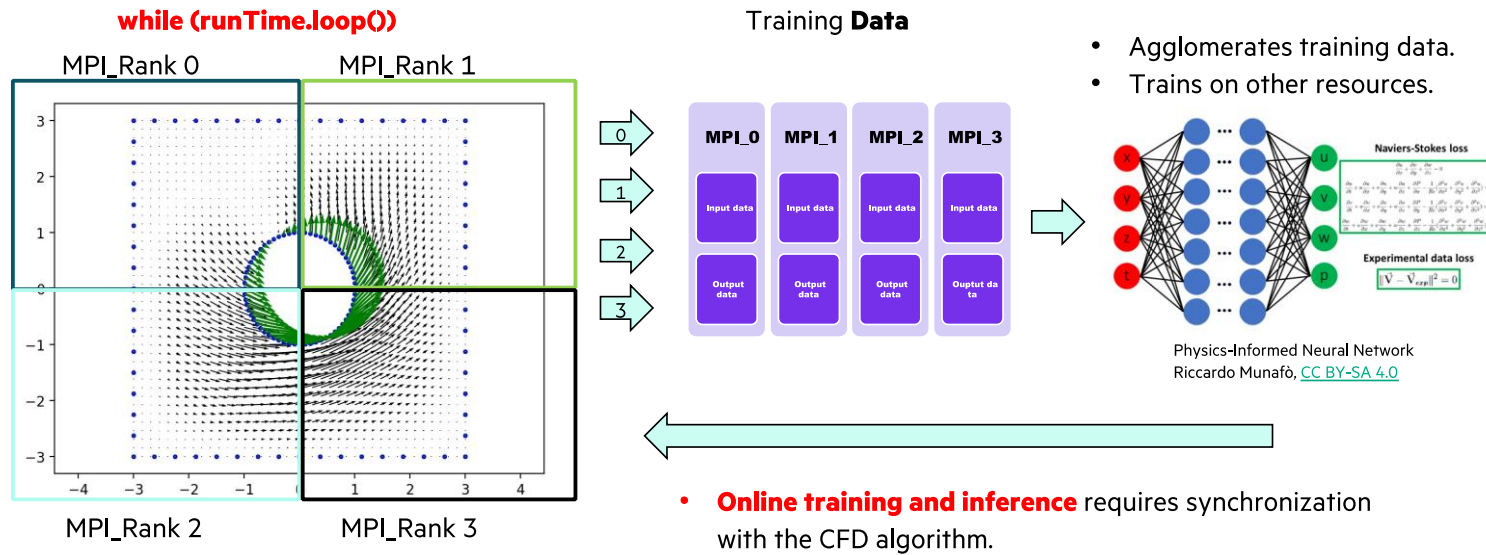 while (runTime.loop())
MPI_Rank 0
MPI_Rank 1
3
2
1
0
−1
−2
−3
−4
−3
−2
−1
1
2
3
4
MPI_Rank 2
MPI_Rank 3
0
1
2
3
Training Data
MPI_0
MPI_1
MPI_2
MPI_3
Input data
Input data
Input data
Input data
Output
data
Output
data
Output
data
Ouptut da
ta
• Agglomerates training data.
• Trains on other resources.
x
y
z
t
...
...
u
v
w
p
Naviers-Stokes loss
Experimental data loss
‖V⃗ − V⃗exp‖² = 0
Physics-Informed Neural Network
Riccardo Munafò, CC BY-SA 4.0
• Online training and inference requires synchronization
with the CFD algorithm.